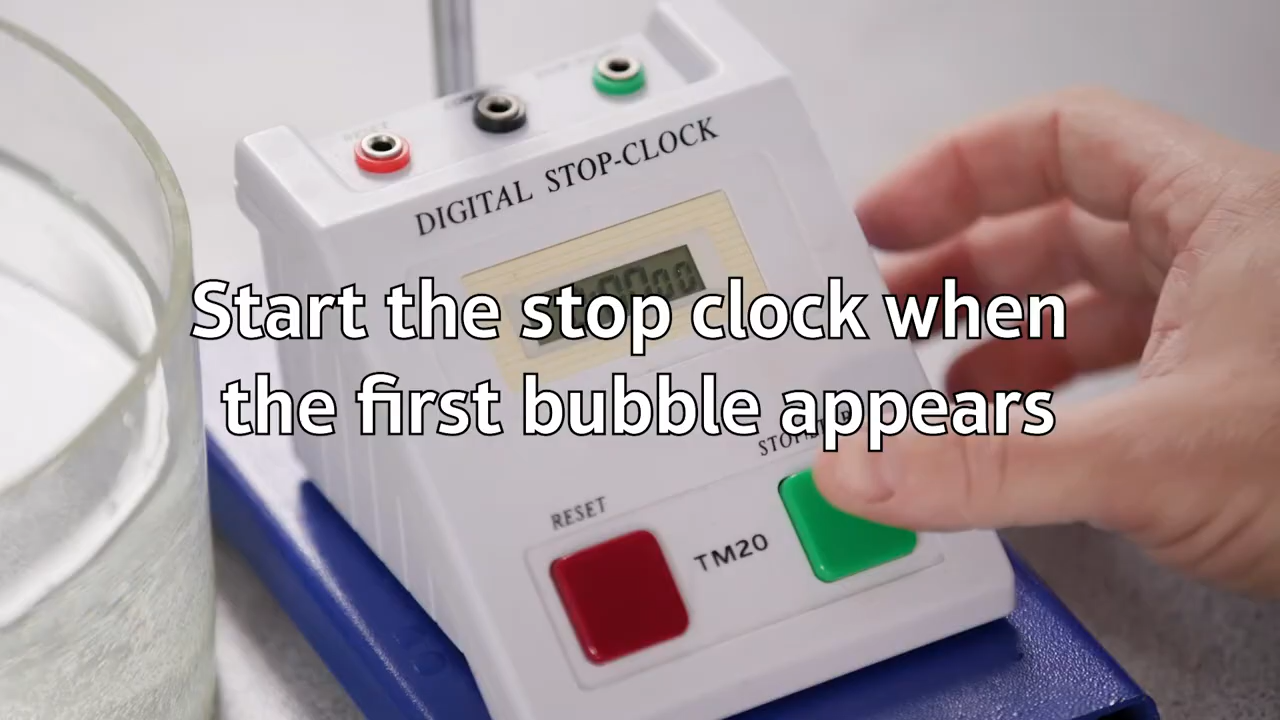 DIGITAL STOP-CLOCK
Start the stop clock when
the first bubble appears
RESET
TM20